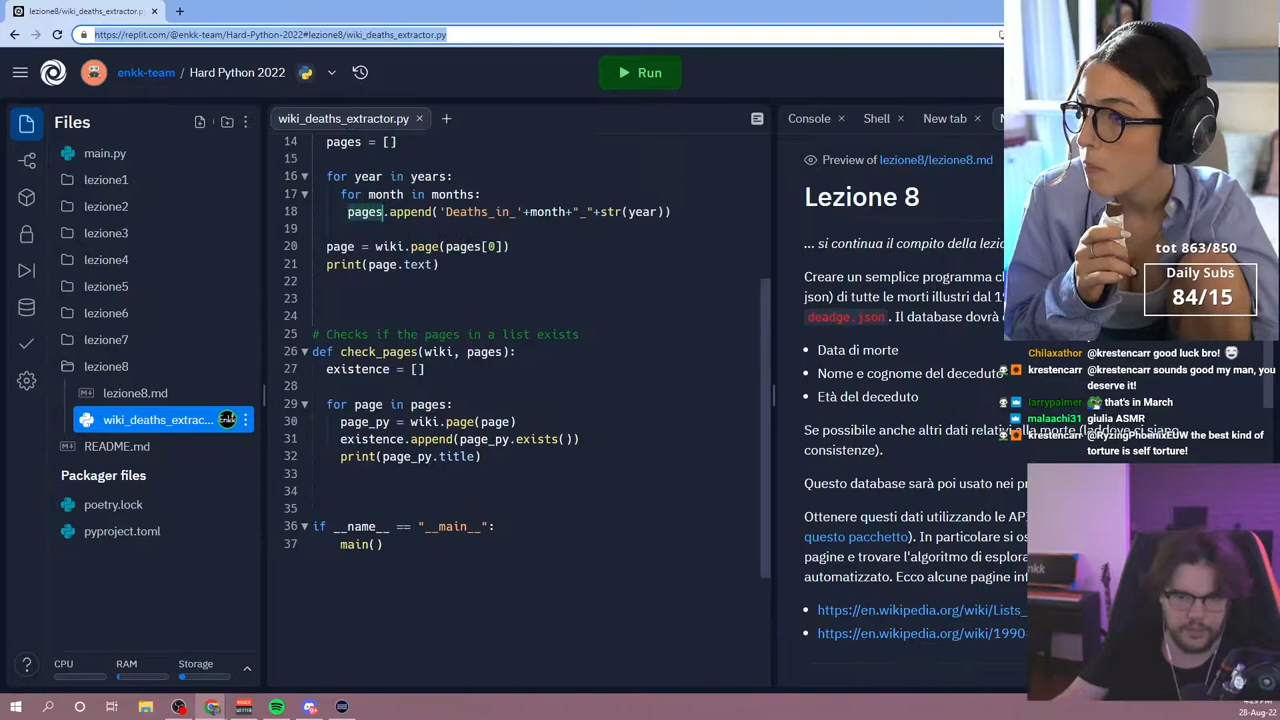 lezione8/wiki_deaths_extractor.py
https://replit.com/@enkk-team/Hard-Python-2022#lezione8/wiki_deaths_extractor.py
enkk-team / Hard Python 2022
Run
Files
main.py
lezione1
lezione2
lezione3
lezione4
lezione5
lezione6
lezione7
lezione8
lezione8.md
wiki_deaths_extrac...
README.md
Packager files
poetry.lock
pyproject.toml
CPU
RAM
Storage
wiki_deaths_extractor.py
14 pages = []
15
16 for year in years:
17 for month in months:
18 pages.append('Deaths_in_'+month+"_"+str(year))
19
20 page = wiki.page(pages[0])
21 print(page.text)
22
23
24
25 # Checks if the pages in a list exists
26 def check_pages(wiki, pages):
27 existence = []
28
29 for page in pages:
30 page_py = wiki.page(page)
31 existence.append(page_py.exists())
32 print(page_py.title)
33
34
35
36 if __name__ == "__main__":
37 main()
Console
Shell
New tab
Preview of lezione8/lezione8.md
Lezione 8
... si continua il compito della lezio
Creare un semplice programma c
json) di tutte le morti illustri dal 1
deadge.json. Il database dovrà
Data di morte
Nome e cognome del deceduto
Età del deceduto
Se possibile anche altri dati relativi alla morte (laddove ci siano
consistenze).
Questo database sarà poi usato nei pr
Ottenere questi dati utilizzando le AP
questo pacchetto). In particolare si os
pagine e trovare l'algoritmo di esplora
automatizzato. Ecco alcune pagine in
https://en.wikipedia.org/wiki/Lists_
https://en.wikipedia.org/wiki/1990
tot 863/850
Daily Subs
84/15
Chilaxathor @krestencarr good luck bro!
krestencarr @krestencarr sounds good my man, you
deserve it!
larrypalmer that's in March
malaachi31 giulia ASMR
krestencarr @RyzingPhoenixEUW the best kind of
torture is self torture!
4:29 PM
28-Aug-22